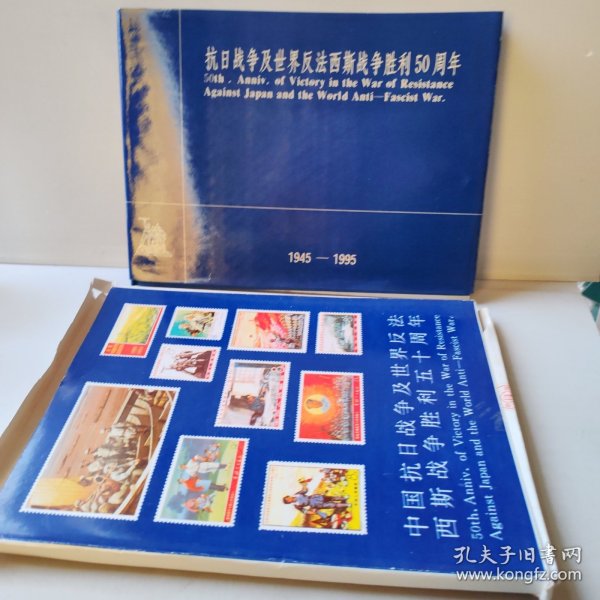 抗日战争及世界反法西斯战争胜利50周年
50th . Anniv. of Victory in the War of Resistance
Against Japan and the World Anti—Fascist War.
1945 — 1995
中国抗日战争及世界反法
西斯战争胜利五十周年
50th. Anniv. of Victory in the War of Resistance
Against Japan and the World Anti—Fascist War.
孔夫子旧书网
www.kongfz.com